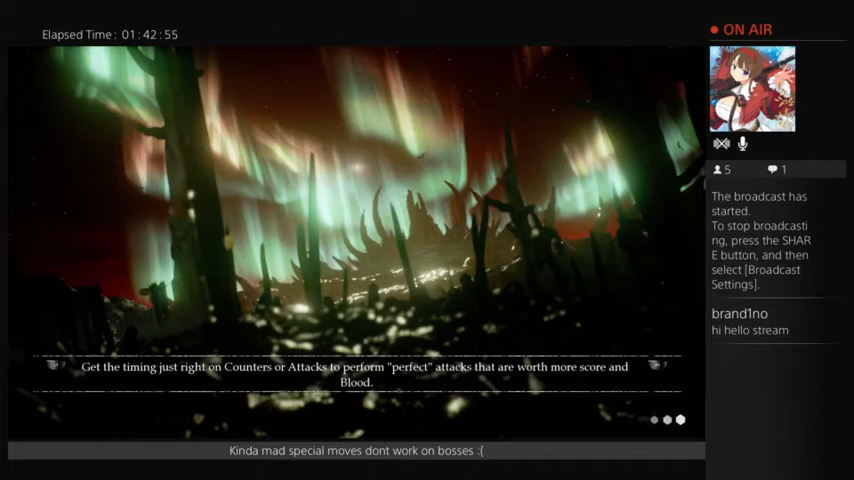 Elapsed Time: 01:42:55
ON AIR
5
1
The broadcast has
started.
To stop broadcasti
ng, press the SHAR
E button, and then
select [Broadcast
Settings].
brand1no
hi hello stream
Get the timing just right on Counters or Attacks to perform "perfect" attacks that are worth more score and
Blood.
Kinda mad special moves dont work on bosses :(